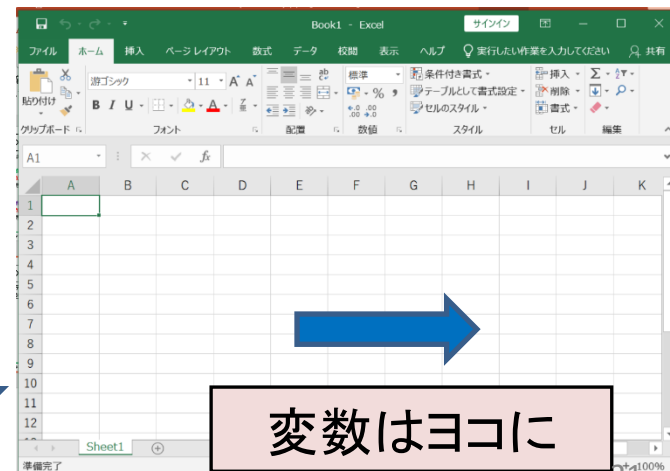 Book1 - Excel
サインイン
ファイル ホーム 挿入 ページ レイアウト 数式 データ 校閲 表示 ヘルプ 実行したい作業を入力してください 共有
貼り付け
游ゴシック 11 A A
B I U A
標準
% ,
条件付き書式
テーブルとして書式設定
セルのスタイル
挿入
削除
書式
クリップボード フォント 配置 数値 スタイル セル 編集
A1 fx
A B C D E F G H I J K
1
2
3
4
5
6
7
8
9
10
11
12
変数はヨコに
Sheet1
準備完了
100%